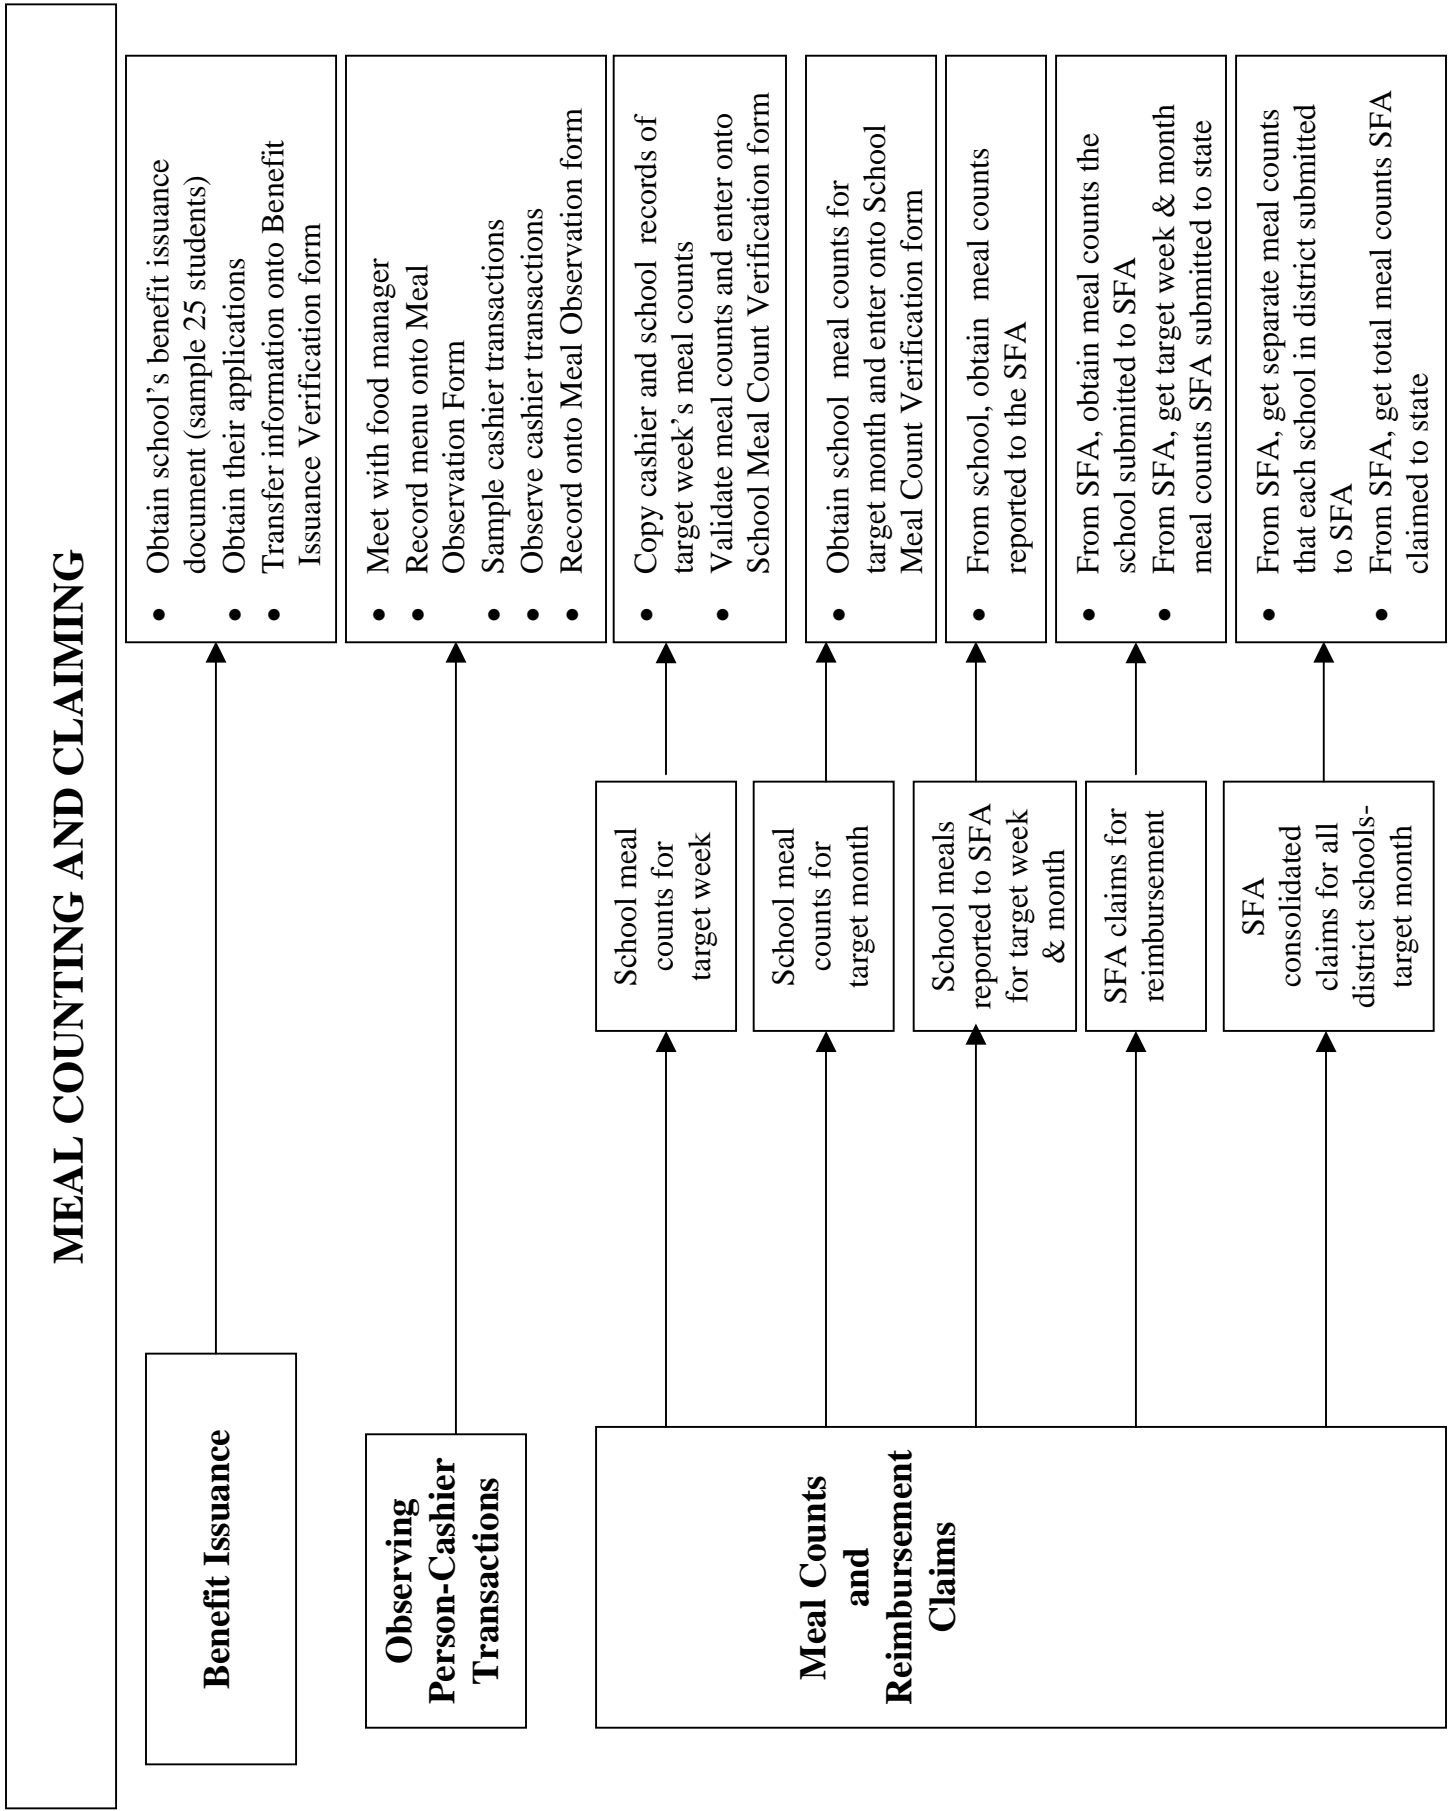 MEAL COUNTING AND CLAIMING
Benefit Issuance
• Obtain school's benefit issuance
document (sample 25 students)
• Obtain their applications
• Transfer information onto Benefit
Issuance Verification form
Observing
Person-Cashier
Transactions
• Meet with food manager
• Record menu onto Meal
Observation Form
• Sample cashier transactions
• Observe cashier transactions
• Record onto Meal Observation form
Meal Counts
and
Reimbursement
Claims
School meal
counts for
target week
• Copy cashier and school records of
target week's meal counts
• Validate meal counts and enter onto
School Meal Count Verification form
School meal
counts for
target month
• Obtain school meal counts for
target month and enter onto School
Meal Count Verification form
School meals
reported to SFA
for target week
& month
• From school, obtain meal counts
reported to the SFA
SFA claims for
reimbursement
• From SFA, obtain meal counts the
school submitted to SFA
• From SFA, get target week & month
meal counts SFA submitted to state
SFA
consolidated
claims for all
district schools-
target month
• From SFA, get separate meal counts
that each school in district submitted
to SFA
• From SFA, get total meal counts SFA
claimed to state